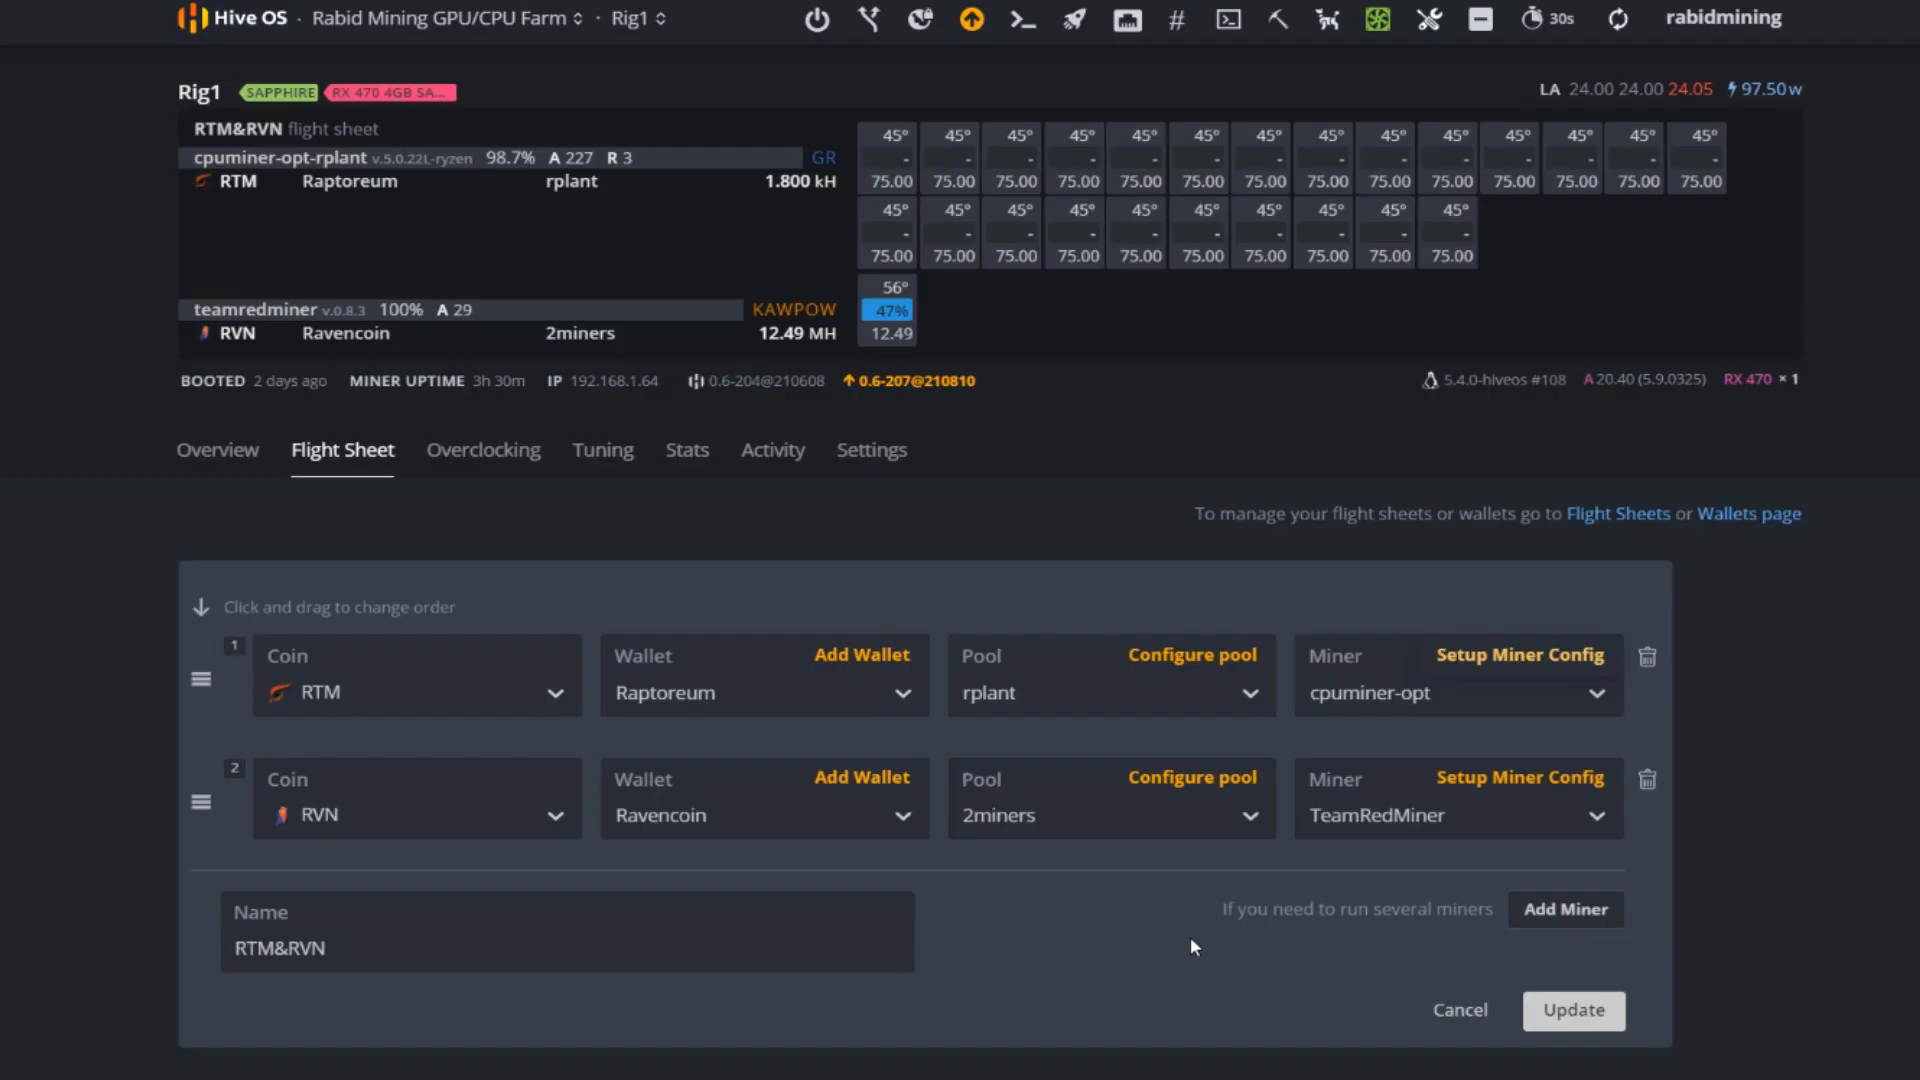 Hive OS · Rabid Mining GPU/CPU Farm · Rig1 # 30s rabidmining
Rig1 SAPPHIRE RX 470 4GB SA... LA 24.00 24.00 24.05 97.50 w
RTM&RVN flight sheet
cpuminer-opt-rplant v.5.0.22L-ryzen 98.7% A 227 R 3 GR
RTM Raptoreum rplant 1.800 kH
45° 45° 45° 45° 45° 45° 45° 45° 45° 45° 45° 45° 45° 45°
- - - - - - - - - - - - - -
75.00 75.00 75.00 75.00 75.00 75.00 75.00 75.00 75.00 75.00 75.00 75.00 75.00 75.00
45° 45° 45° 45° 45° 45° 45° 45° 45° 45°
- - - - - - - - - -
75.00 75.00 75.00 75.00 75.00 75.00 75.00 75.00 75.00 75.00
teamredminer v.0.8.3 100% A 29 KAWPOW
RVN Ravencoin 2miners 12.49 MH
56°
47%
12.49
BOOTED 2 days ago MINER UPTIME 3h 30m IP 192.168.1.64 0.6-204@210608 0.6-207@210810 5.4.0-hiveos #108 A 20.40 (5.9.0325) RX 470 × 1
Overview Flight Sheet Overclocking Tuning Stats Activity Settings
To manage your flight sheets or wallets go to Flight Sheets or Wallets page
Click and drag to change order
1 Coin Wallet Add Wallet Pool Configure pool Miner Setup Miner Config
RTM Raptoreum rplant cpuminer-opt
2 Coin Wallet Add Wallet Pool Configure pool Miner Setup Miner Config
RVN Ravencoin 2miners TeamRedMiner
Name
RTM&RVN
If you need to run several miners Add Miner
Cancel Update